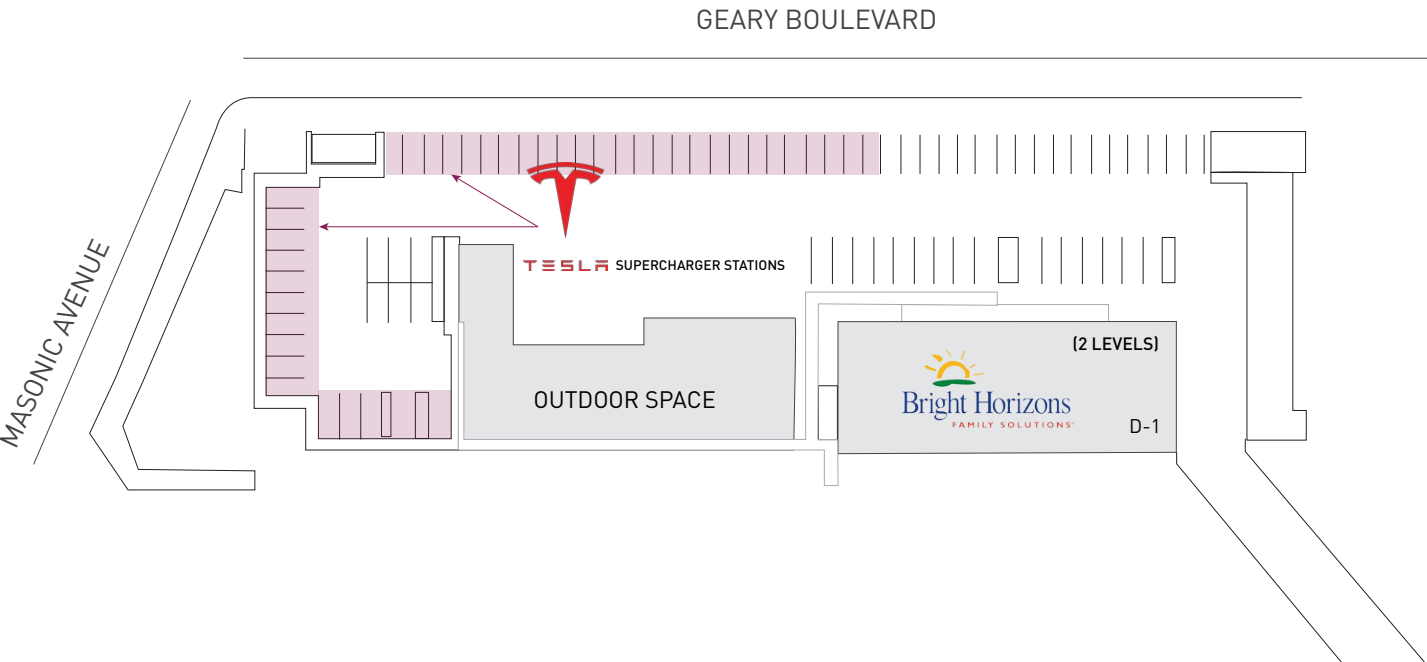 GEARY BOULEVARD
MASONIC AVENUE
TESLA SUPERCHARGER STATIONS
OUTDOOR SPACE
(2 LEVELS)
Bright Horizons
FAMILY SOLUTIONS
D-1